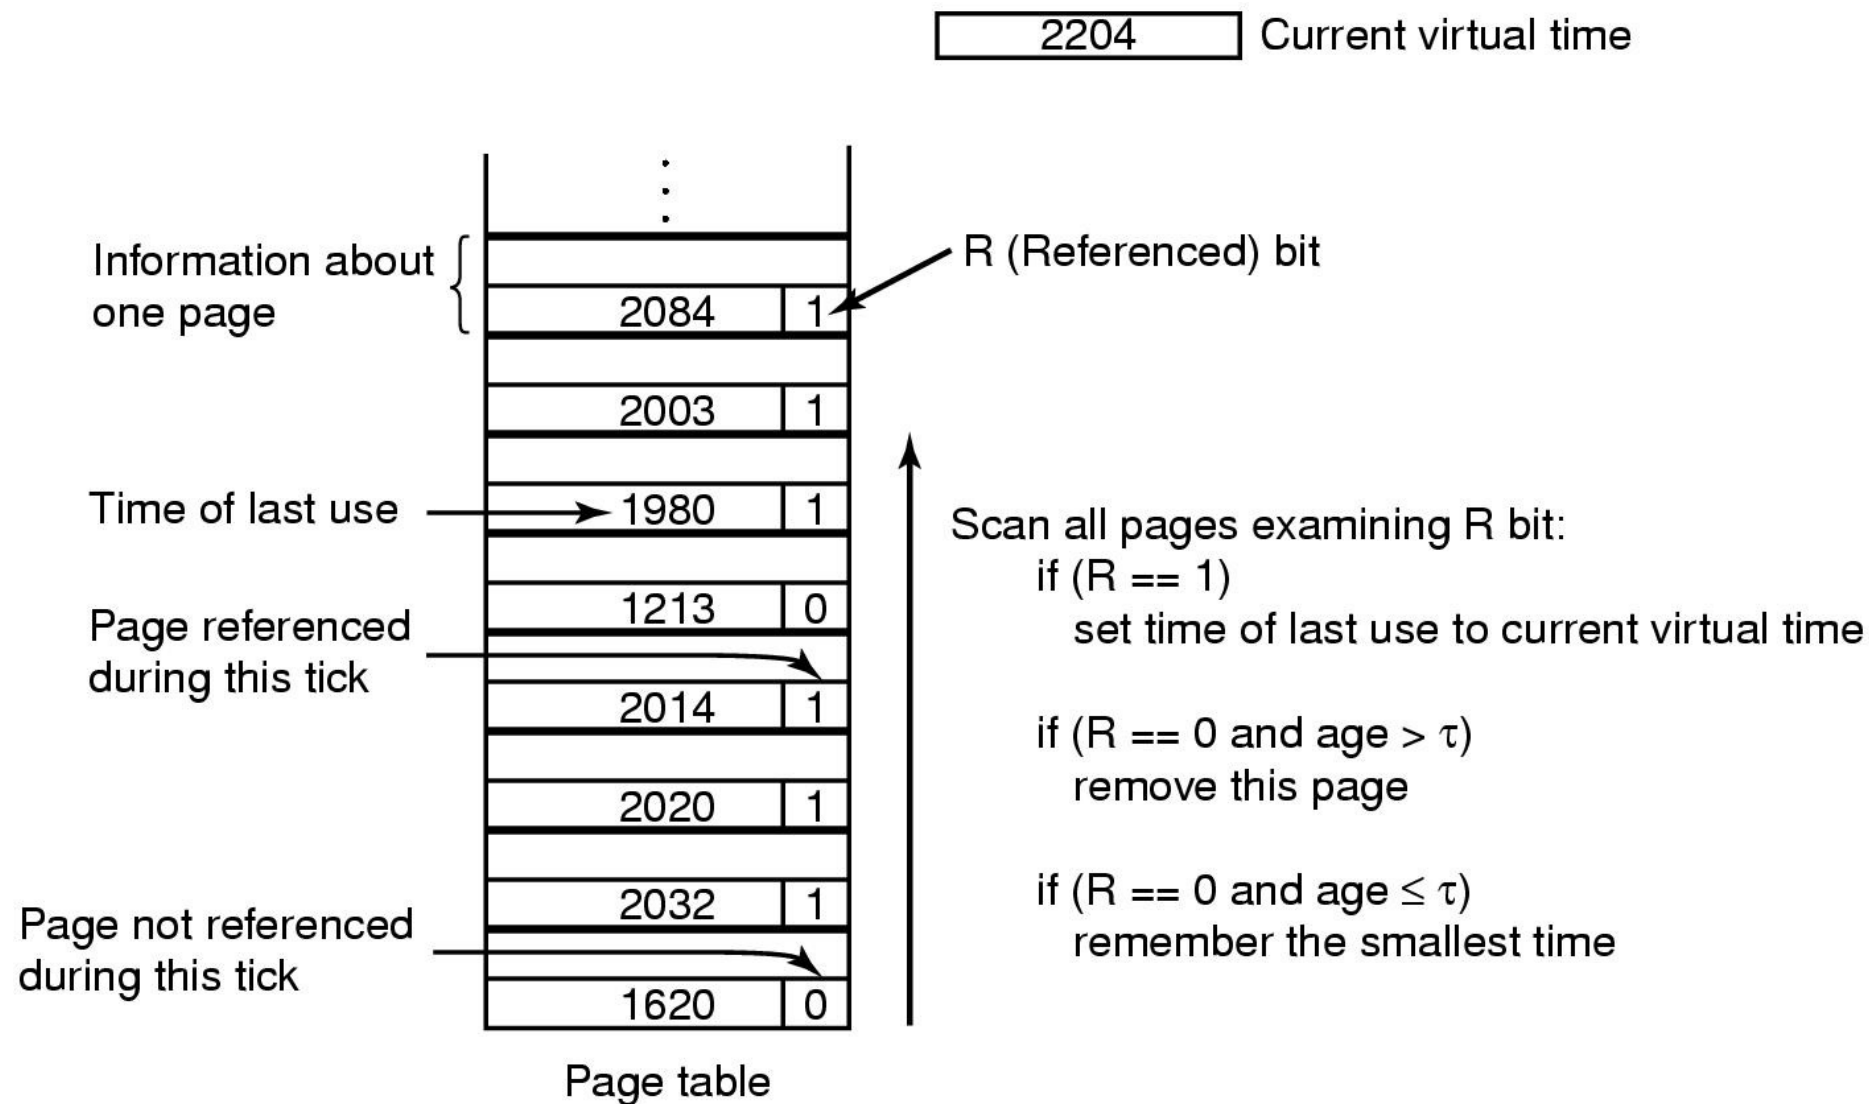 2204 Current virtual time
Information about
one page
R (Referenced) bit
2084 1
2003 1
Time of last use
1980 1
1213 0
Page referenced
during this tick
2014 1
2020 1
2032 1
Page not referenced
during this tick
1620 0
Page table
Scan all pages examining R bit:
if (R == 1)
set time of last use to current virtual time
if (R == 0 and age > τ)
remove this page
if (R == 0 and age ≤ τ)
remember the smallest time